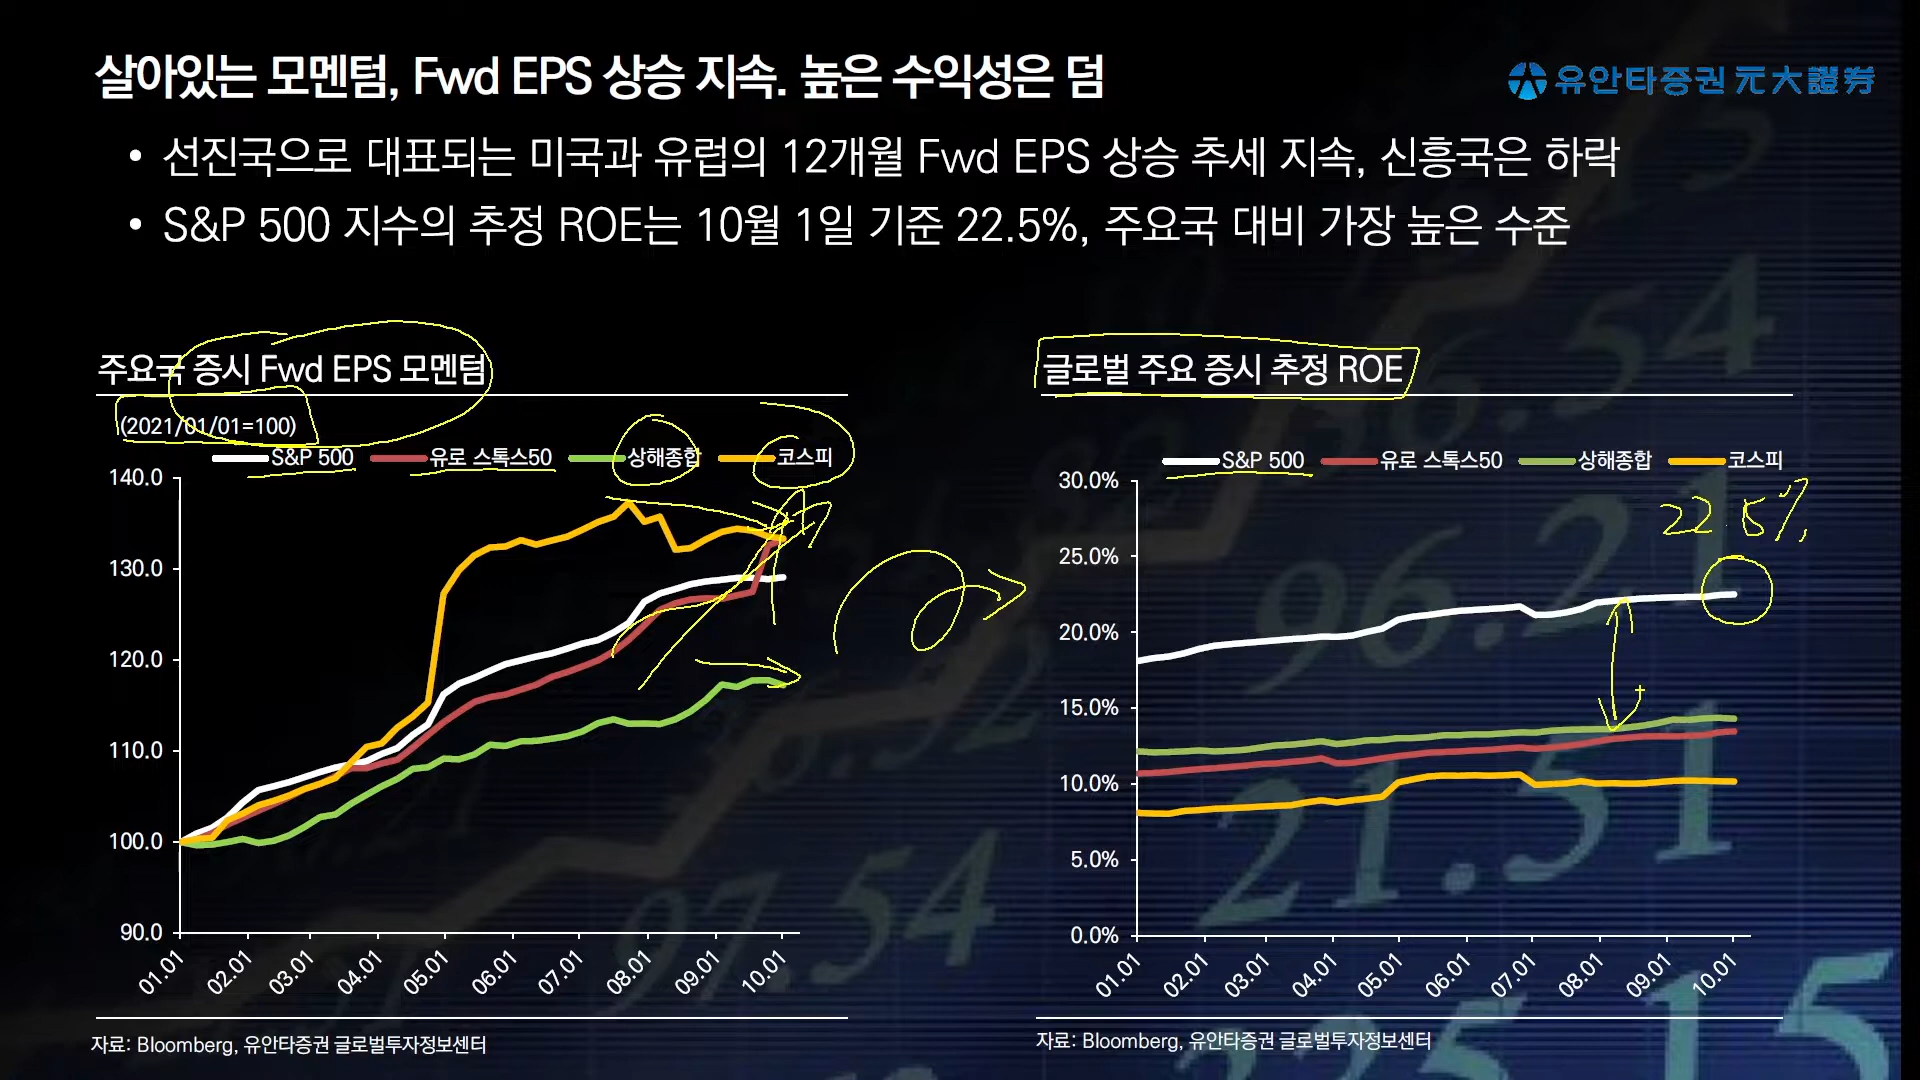 살아있는 모멘텀, Fwd EPS 상승 지속. 높은 수익성은 덤
유안타증권 元大證券
• 선진국으로 대표되는 미국과 유럽의 12개월 Fwd EPS 상승 추세 지속, 신흥국은 하락
• S&P 500 지수의 추정 ROE는 10월 1일 기준 22.5%, 주요국 대비 가장 높은 수준
주요국 증시 Fwd EPS 모멘텀
(2021/01/01=100)
S&P 500 유로 스톡스50 상해종합 코스피
140.0
130.0
120.0
110.0
100.0
90.0
01.01 02.01 03.01 04.01 05.01 06.01 07.01 08.01 09.01 10.01
자료: Bloomberg, 유안타증권 글로벌투자정보센터
글로벌 주요 증시 추정 ROE
S&P 500 유로 스톡스50 상해종합 코스피
22.5%
30.0%
25.0%
20.0%
15.0%
10.0%
5.0%
0.0%
01.01 02.01 03.01 04.01 05.01 06.01 07.01 08.01 09.01 10.01
자료: Bloomberg, 유안타증권 글로벌투자정보센터
96.21
21.51
97.54